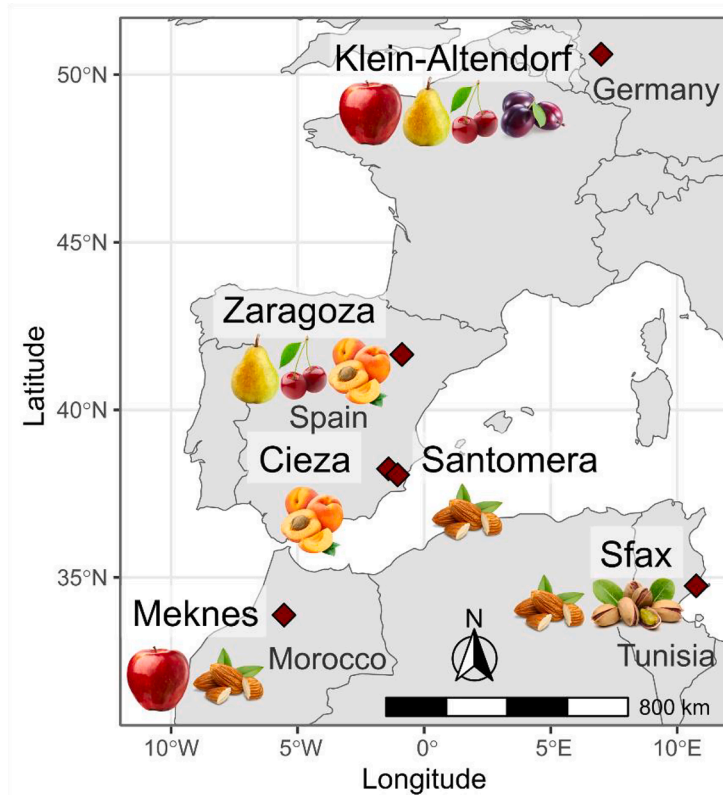 Klein-Altendorf
50°N
Germany
45°N
Zaragoza
Latitude
40°N
Spain
Cieza
Santomera
Sfax
35°N
Meknes
N
Morocco
Tunisia
800 km
10°W
5°W
0°
5°E
10°E
Longitude